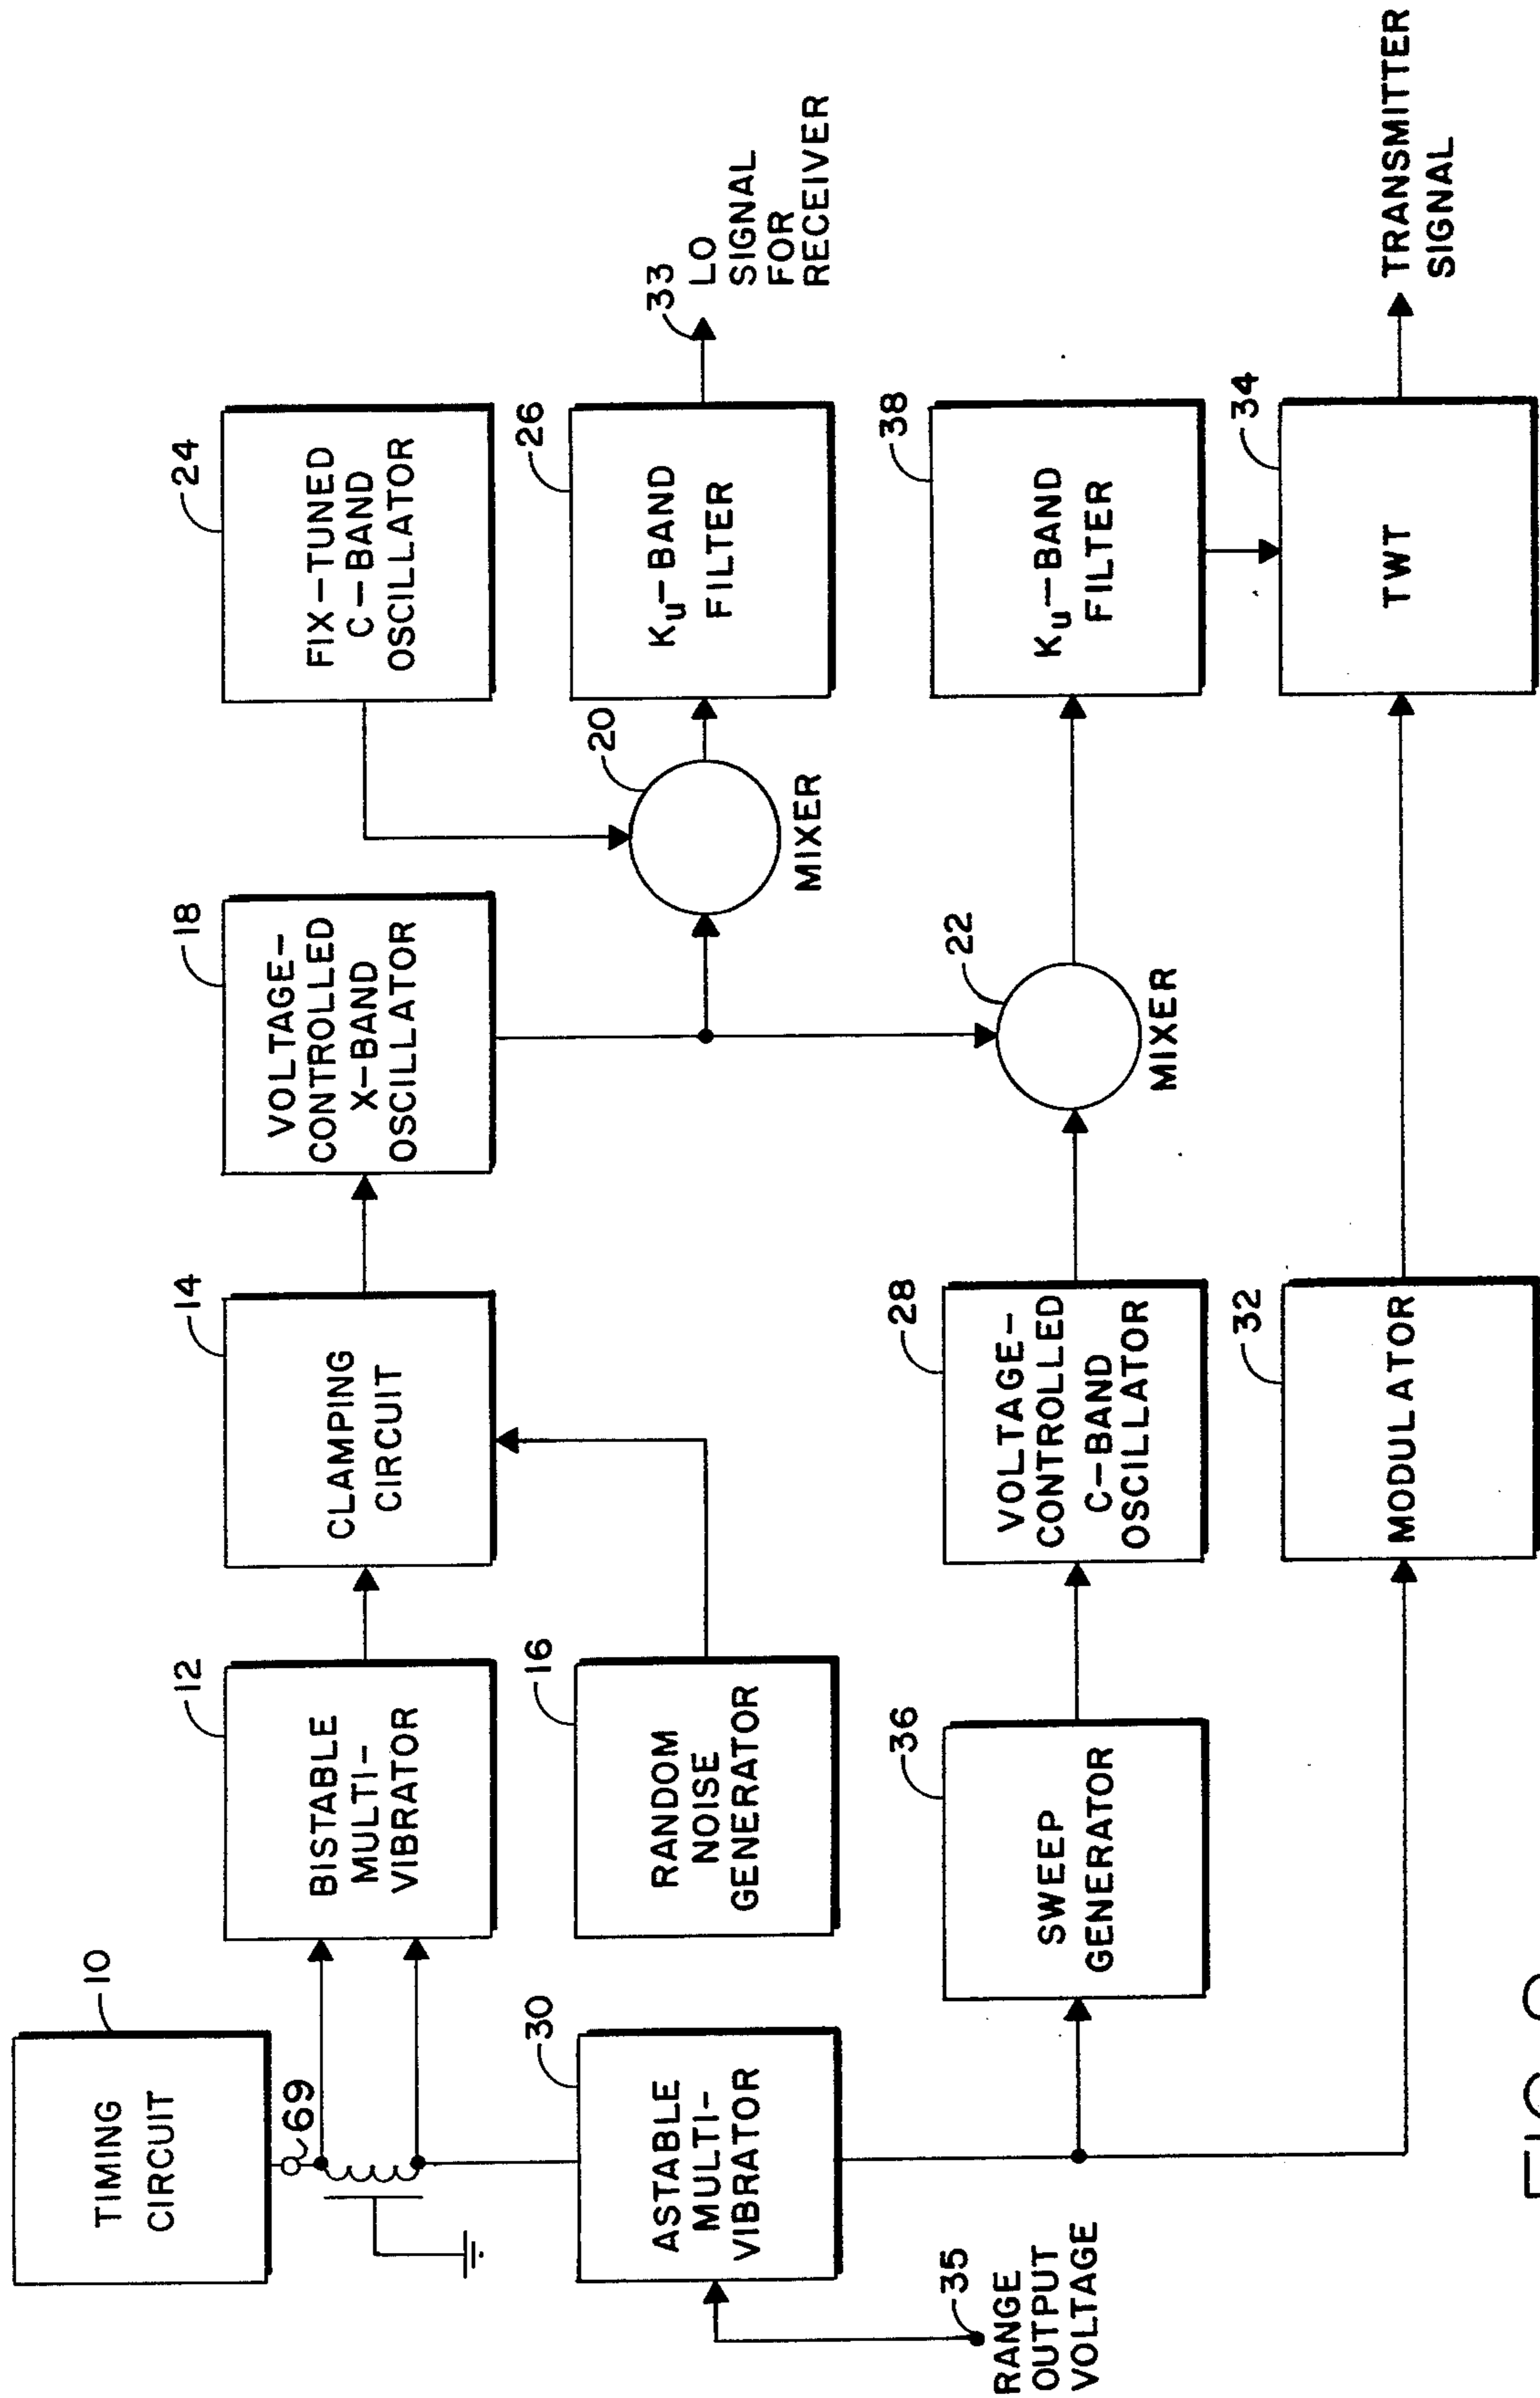 10
TIMING
CIRCUIT
69
12
BISTABLE
MULTI-
VIBRATOR
14
CLAMPING
CIRCUIT
18
VOLTAGE-
CONTROLLED
X-BAND
OSCILLATOR
24
FIX-TUNED
C-BAND
OSCILLATOR
16
RANDOM
NOISE
GENERATOR
20
MIXER
26
Ku-BAND
FILTER
33
LO
SIGNAL
FOR
RECEIVER
30
ASTABLE
MULTI-
VIBRATOR
35
RANGE
OUTPUT
VOLTAGE
36
SWEEP
GENERATOR
28
VOLTAGE-
CONTROLLED
C-BAND
OSCILLATOR
22
MIXER
38
Ku-BAND
FILTER
32
MODULATOR
34
TWT
TRANSMITTER
SIGNAL